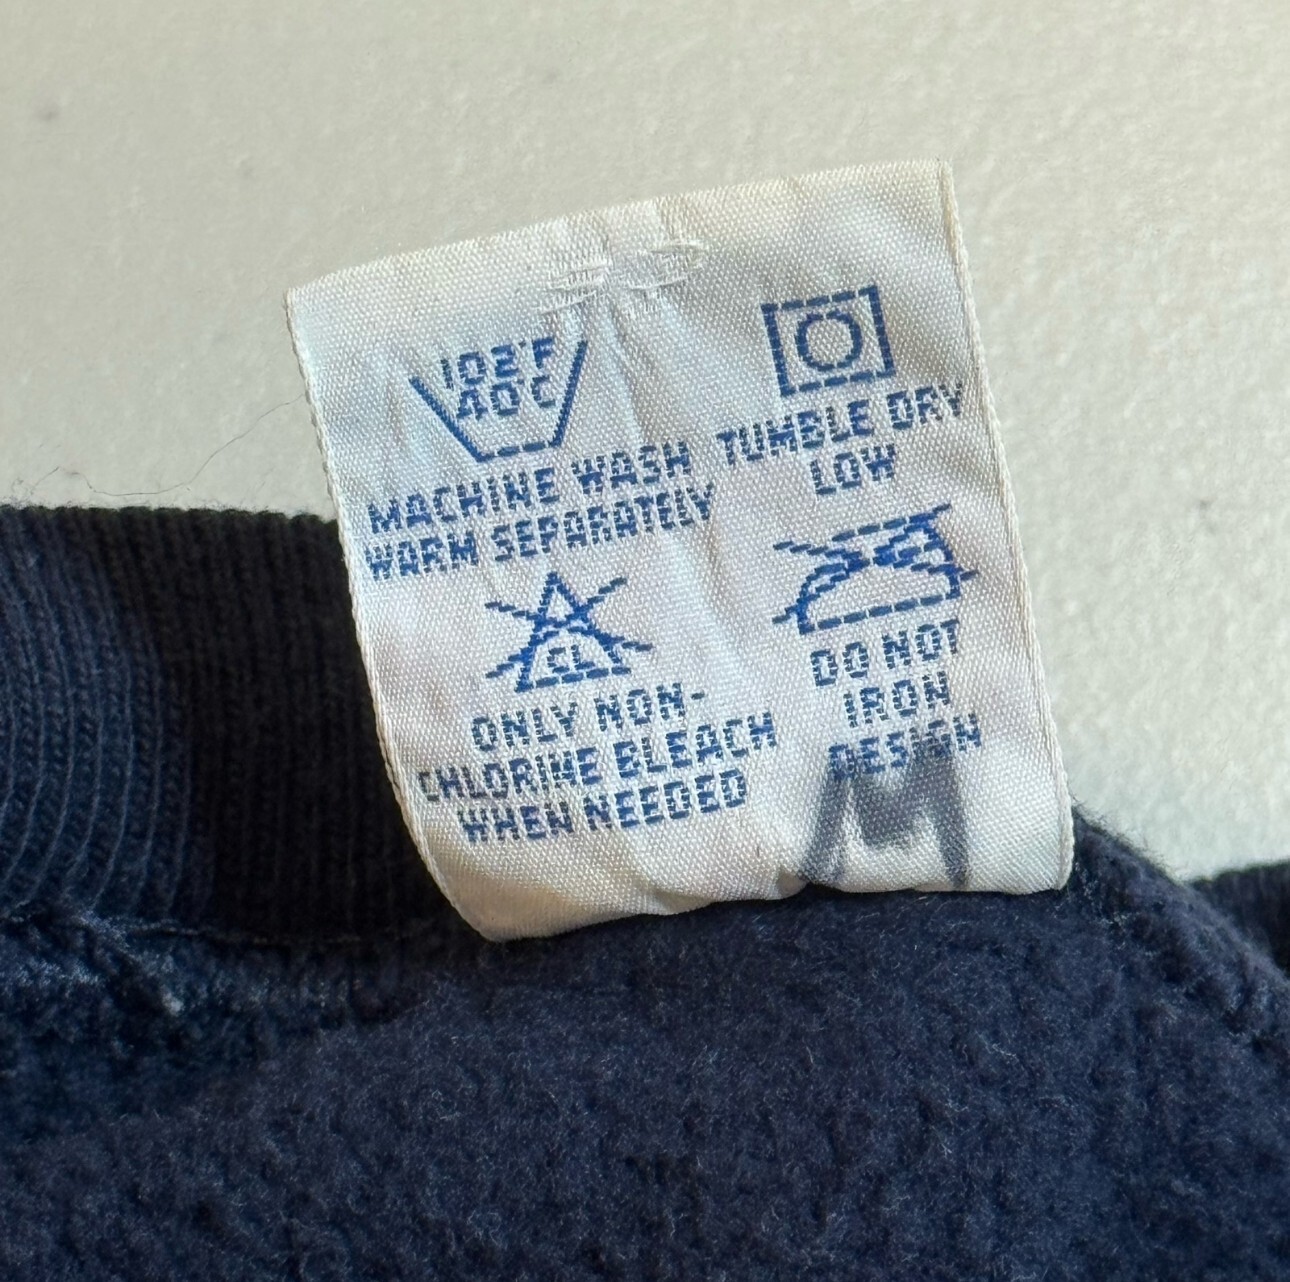 102°F
40°C
MACHINE WASH
WARM SEPARATELY
CL
ONLY NON-
CHLORINE BLEACH
WHEN NEEDED
TUMBLE DRY
LOW
DO NOT
IRON
DESIGN
M